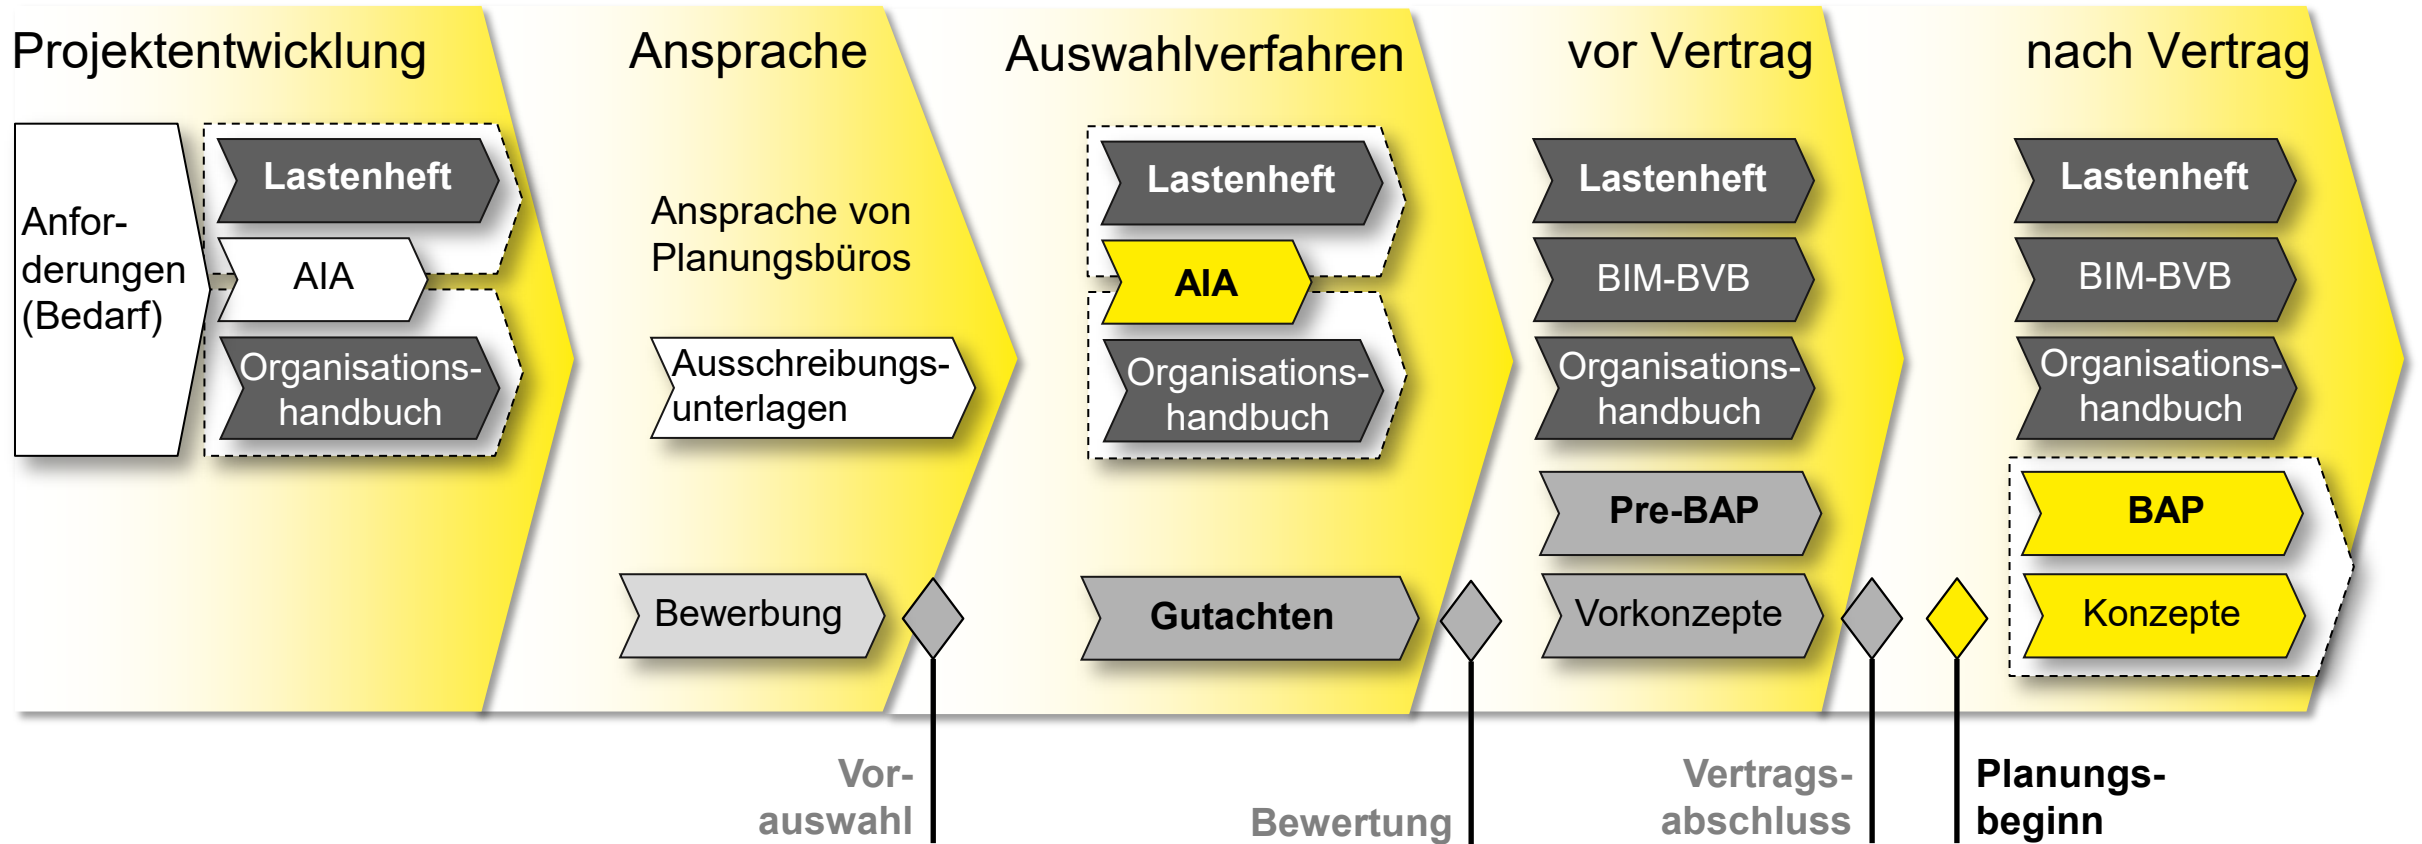 Projektentwicklung
Anfor-
derungen
(Bedarf)
Lastenheft
AIA
Organisations-
handbuch
Ansprache
Ansprache von
Planungsbüros
Ausschreibungs-
unterlagen
Bewerbung
Vor-
auswahl
Auswahlverfahren
Lastenheft
AIA
Organisations-
handbuch
Gutachten
Bewertung
vor Vertrag
Lastenheft
BIM-BVB
Organisations-
handbuch
Pre-BAP
Vorkonzepte
Vertrags-
abschluss
nach Vertrag
Lastenheft
BIM-BVB
Organisations-
handbuch
BAP
Konzepte
Planungs-
beginn